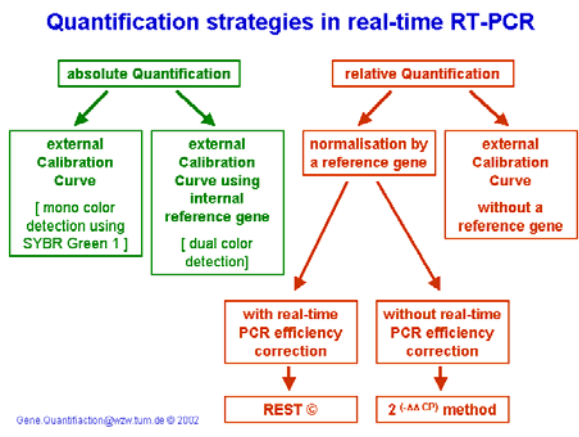 Quantification strategies in real-time RT-PCR
absolute Quantification
relative Quantification
external
Calibration
Curve
[ mono color
detection using
SYBR Green 1 ]
external
Calibration
Curve using
internal
reference gene
[ dual color
detection]
normalisation by
a reference gene
external
Calibration
Curve
without a
reference gene
with real-time
PCR efficiency
correction
without real-time
PCR efficiency
correction
REST ©
2 (-ΔΔ CP) method
Gene.Quantifiaction@wzw.tum.de © 2002